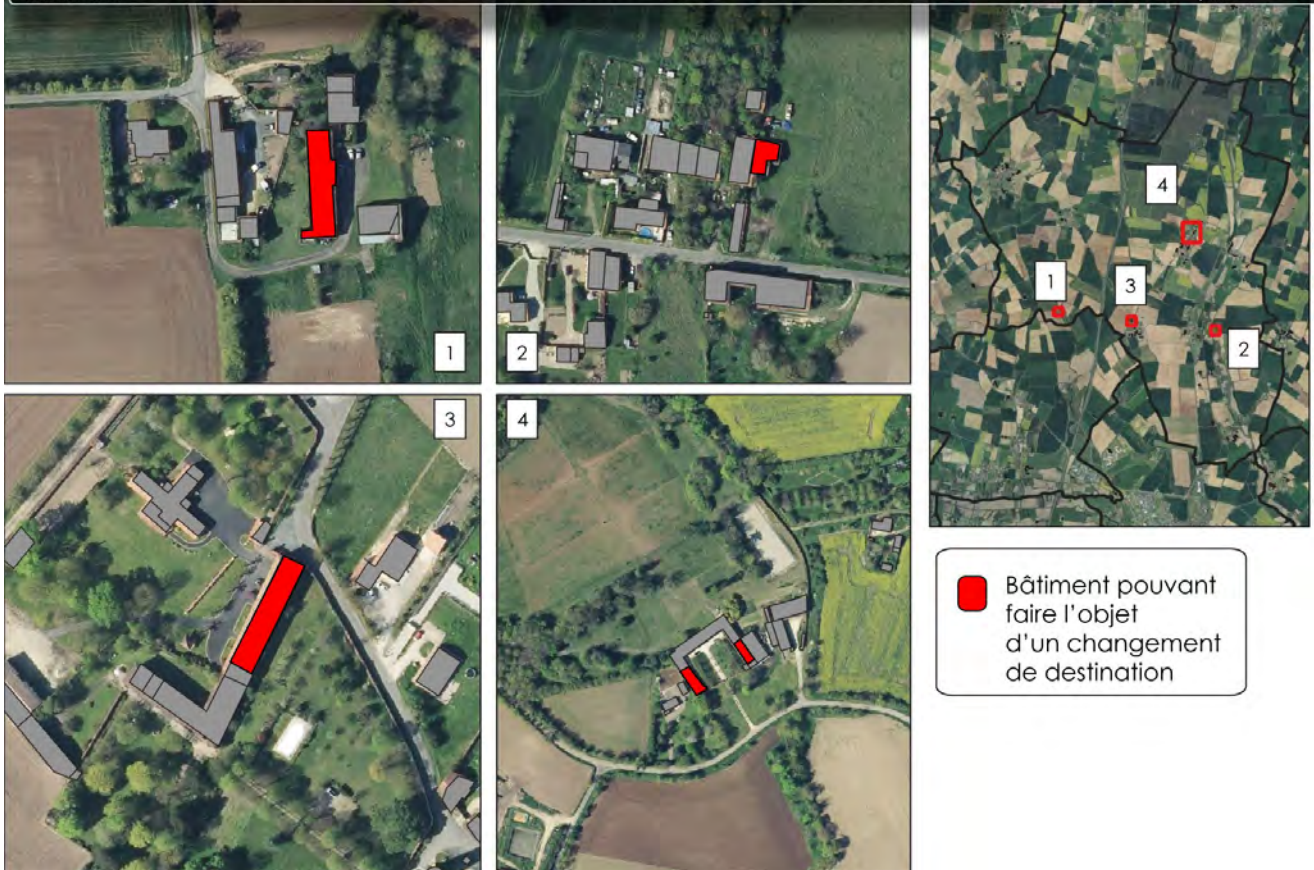 1
2
3
4
1
2
3
4
Bâtiment pouvant
faire l'objet
d'un changement
de destination